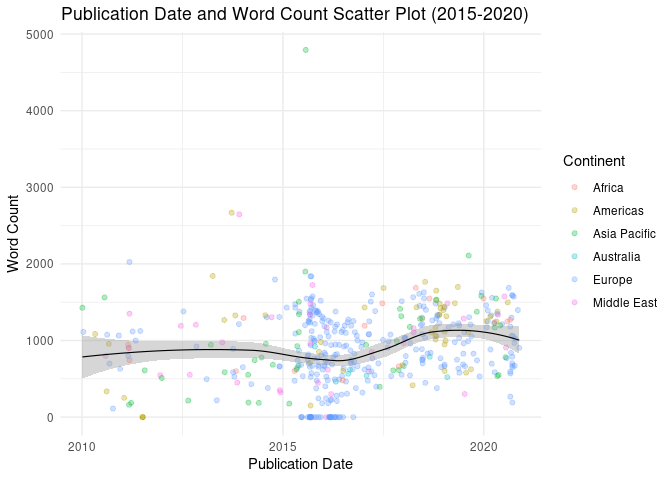 Publication Date and Word Count Scatter Plot (2015-2020)
5000
4000
3000
2000
1000
0
Word Count
2010
2015
2020
Publication Date
Continent
Africa
Americas
Asia Pacific
Australia
Europe
Middle East